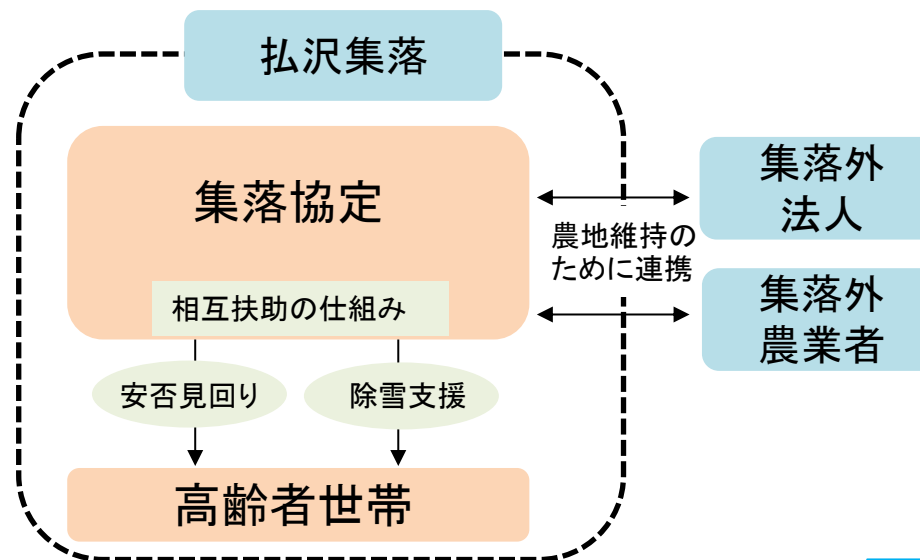 払沢集落
集落協定
相互扶助の仕組み
安否見回り
除雪支援
高齢者世帯
農地維持の
ために連携
集落外
法人
集落外
農業者